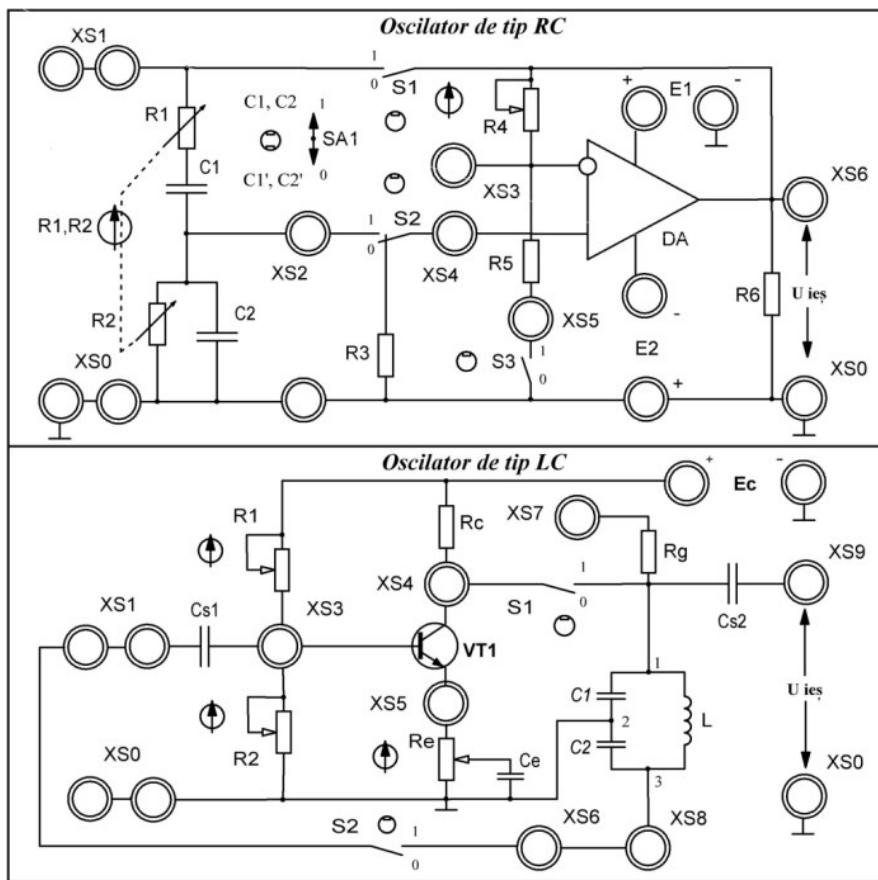 Oscilator de tip RC
XS1
1
0
S1
+ E1 -
R1
C1, C2
1
SA1
0
C1', C2'
R4
C1
XS3
XS6
R1,R2
XS2
1
0
S2
XS4
R5
DA
R2
C2
XS5
-
R6
U ieș
XS0
R3
S3
1
0
E2
+
XS0
Oscilator de tip LC
+
Ec
-
R1
Rc
XS7
Rg
XS9
XS1
Cs1
XS3
XS4
1
0
S1
Cs2
VT1
1
R2
XS5
C1
2
C2
L
U ieș
XS0
Re
Ce
3
XS0
S2
1
0
XS6
XS8